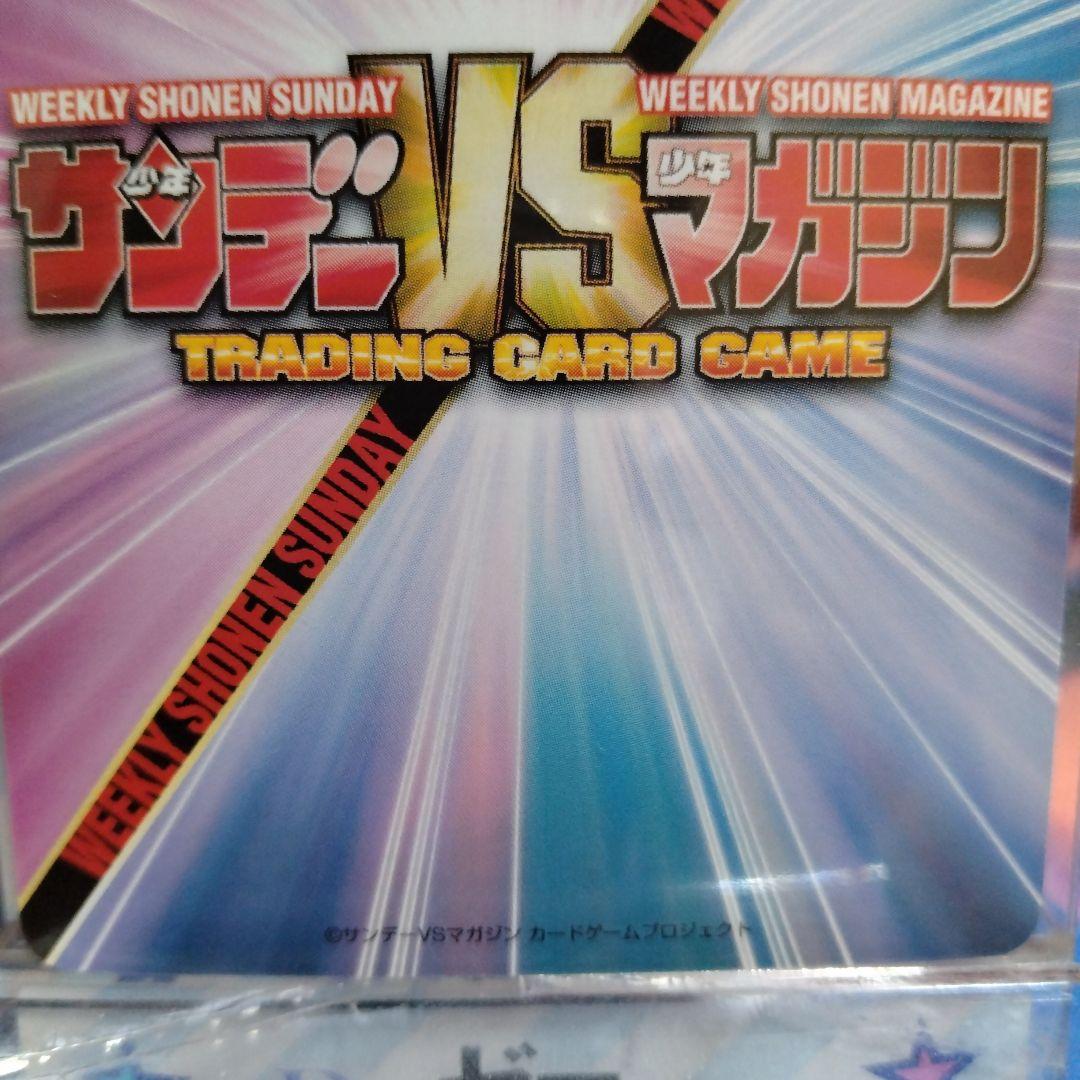 WEEKLY SHONEN SUNDAY
WEEKLY SHONEN MAGAZINE
少年サンデー
VS
少年マガジン
TRADING CARD GAME
WEEKLY SHONEN SUNDAY
©サンデーVSマガジン カードゲームプロジェクト